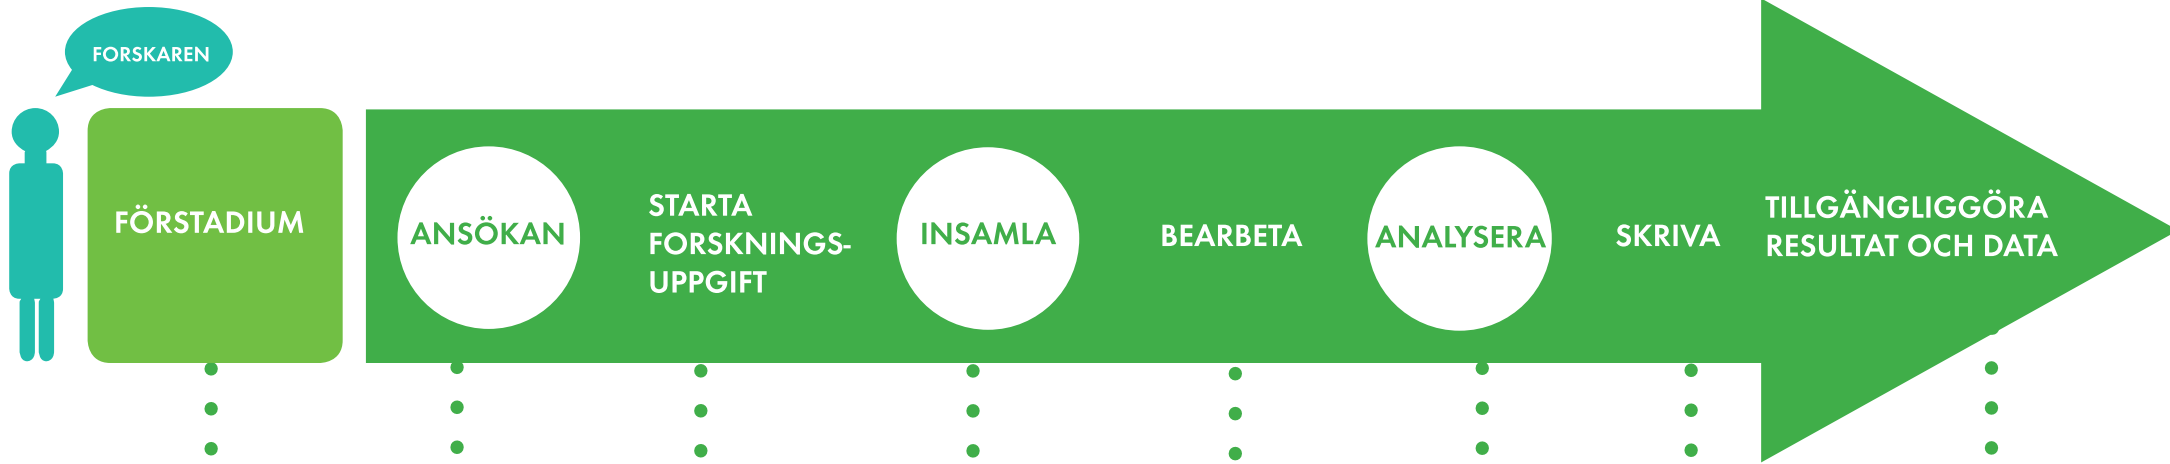 FORSKAREN
FÖRSTADIUM
ANSÖKAN
STARTA
FORSKNINGS-
UPPGIFT
INSAMLA
BEARBETA
ANALYSERA
SKRIVA
TILLGÄNGLIGGÖRA
RESULTAT OCH DATA